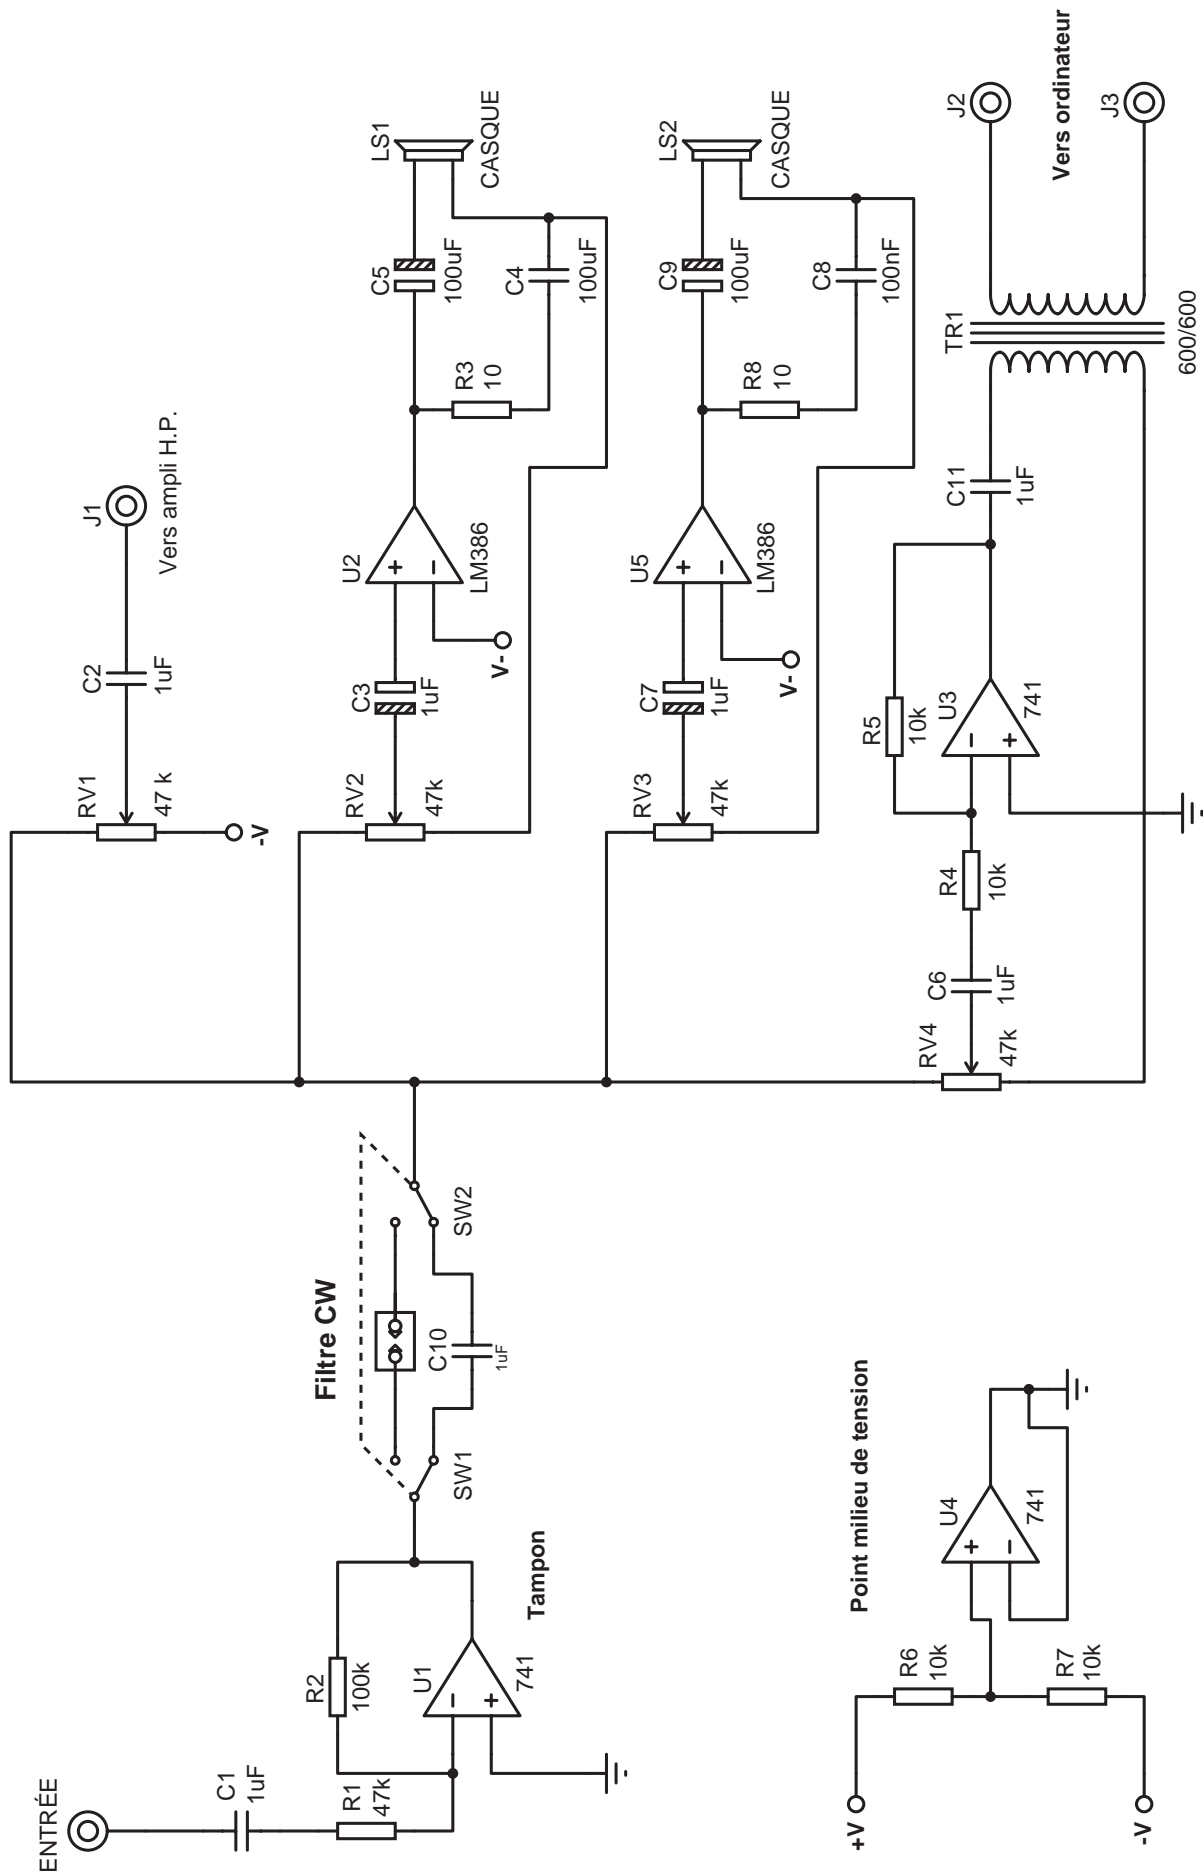 ENTRÉE
C1
1uF
R1
47k
R2
100k
U1
741
Tampon
SW1
Filtre CW
C10
1uF
SW2
RV1
47 k
-V
C2
1uF
J1
Vers ampli H.P.
RV2
47k
C3
1uF
V-
U2
LM386
R3
10
C5
100uF
C4
100uF
LS1
CASQUE
RV3
47k
C7
1uF
V-
U5
LM386
R8
10
C9
100uF
C8
100nF
LS2
CASQUE
RV4
47k
C6
1uF
R4
10k
R5
10k
U3
741
C11
1uF
TR1
600/600
J2
J3
Vers ordinateur
Point milieu de tension
+V
-V
R6
10k
R7
10k
U4
741